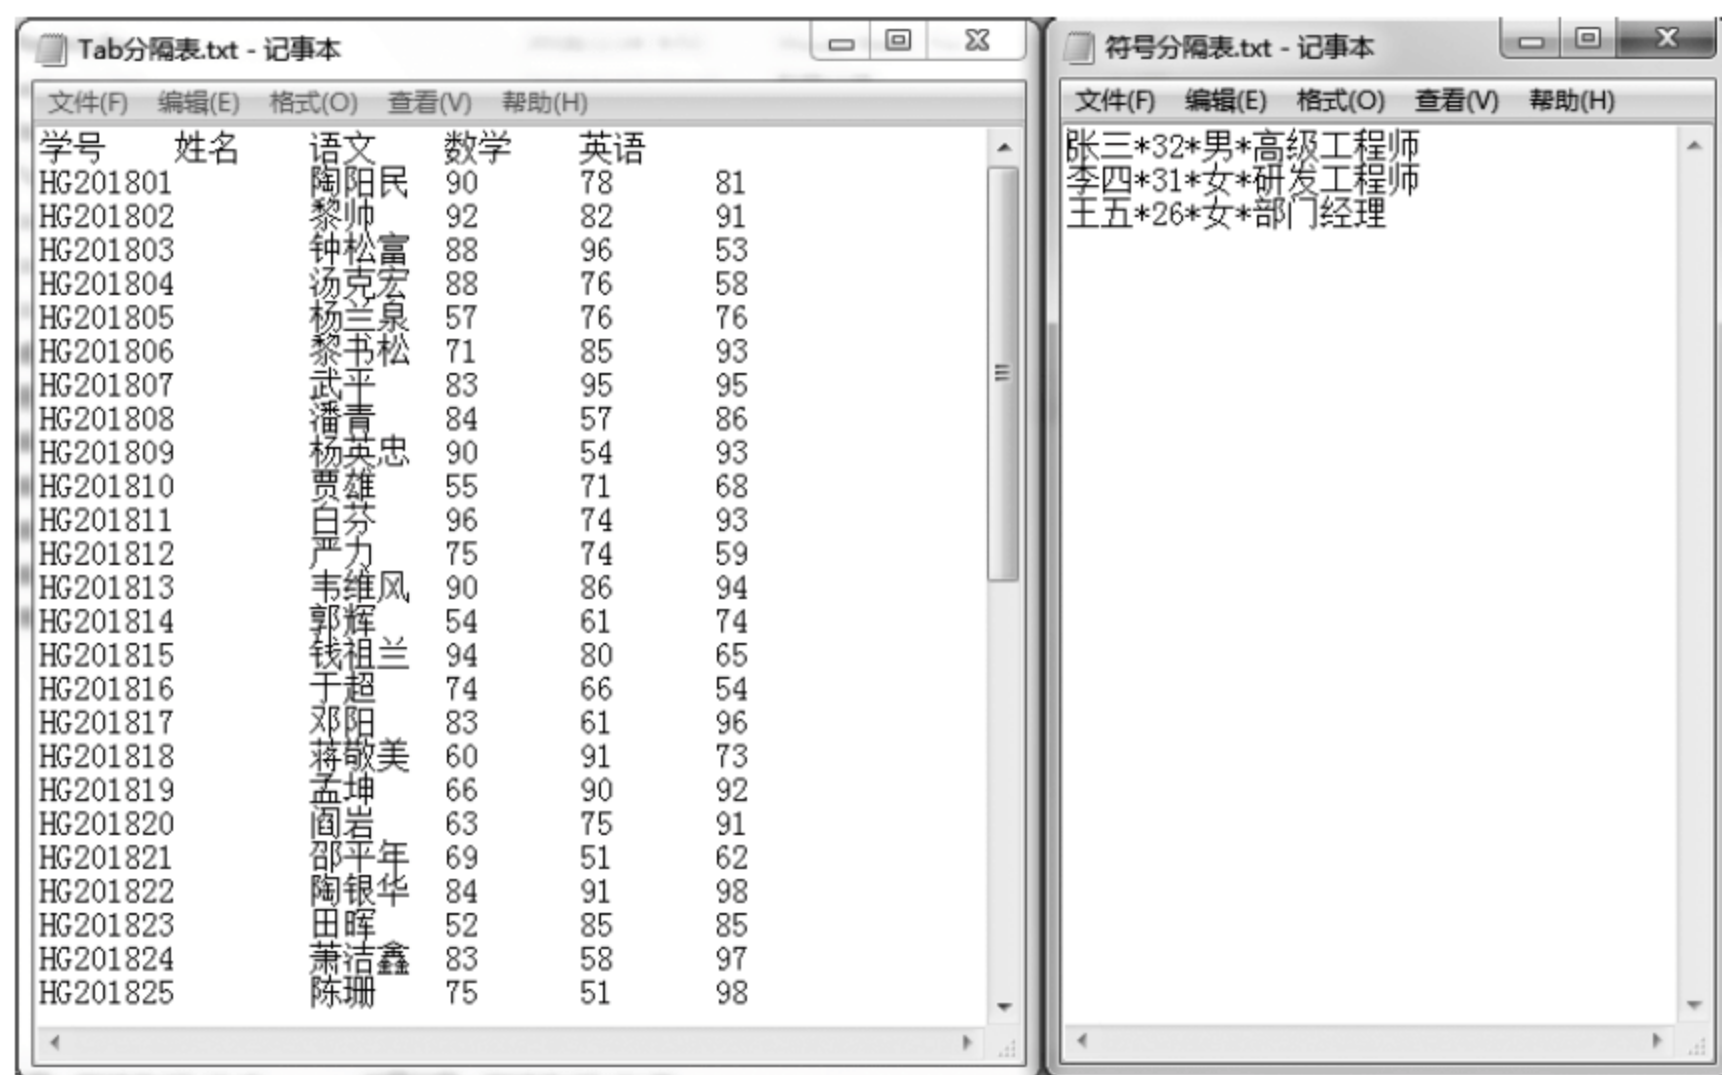 Tab分隔表.txt - 记事本
文件(F) 编辑(E) 格式(O) 查看(V) 帮助(H)
学号 姓名 语文 数学 英语
HG201801 陶阳民 90 78 81
HG201802 黎帅 92 82 91
HG201803 钟松富 88 96 53
HG201804 汤克宏 88 76 58
HG201805 杨兰泉 57 76 76
HG201806 黎书松 71 85 93
HG201807 武平 83 95 95
HG201808 潘青 84 57 86
HG201809 杨英忠 90 54 93
HG201810 贾雄 55 71 68
HG201811 白芬 96 74 93
HG201812 严力 75 74 59
HG201813 韦维风 90 86 94
HG201814 郭辉 54 61 74
HG201815 钱祖兰 94 80 65
HG201816 于超 74 66 54
HG201817 邓阳 83 61 96
HG201818 蒋敬美 60 91 73
HG201819 孟坤 66 90 92
HG201820 阎岩 63 75 91
HG201821 邵平年 69 51 62
HG201822 陶银华 84 91 98
HG201823 田晖 52 85 85
HG201824 萧洁鑫 83 58 97
HG201825 陈珊 75 51 98
符号分隔表.txt - 记事本
文件(F) 编辑(E) 格式(O) 查看(V) 帮助(H)
张三*32*男*高级工程师
李四*31*女*研发工程师
王五*26*女*部门经理